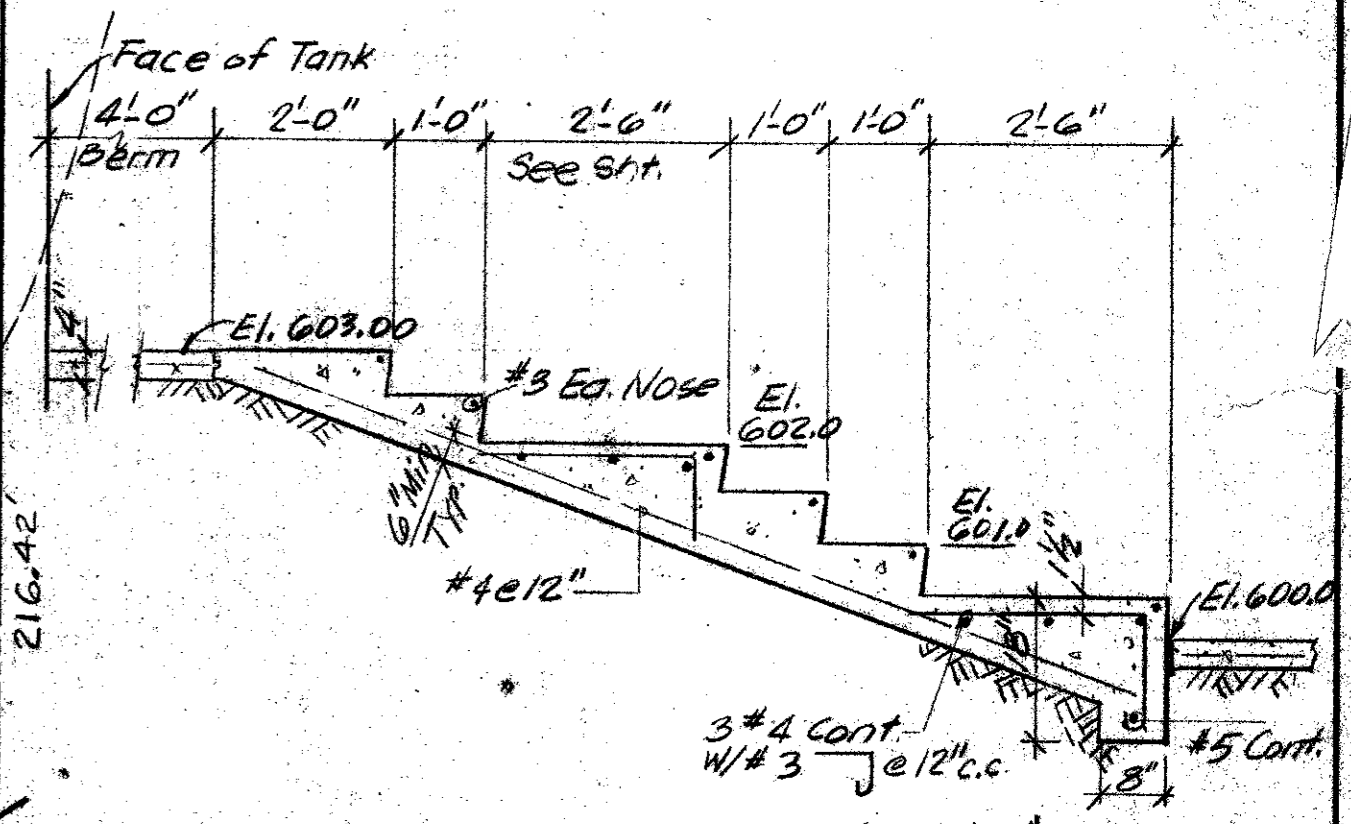 Face of Tank
4'-0" 2'-0" 1'-0" 2'-6" 1'-0" 1'-0" 2'-6"
Berm
See Sht.
4"
El. 603.00
#3 Ea. Nose
El.
602.0
6" Min
TYP.
El.
601.0
1½"
#4 @ 12"
El. 600.0
18"
216.42'
3 #4 Cont.
W/ #3 @ 12" c.c.
#5 Cont.
8"